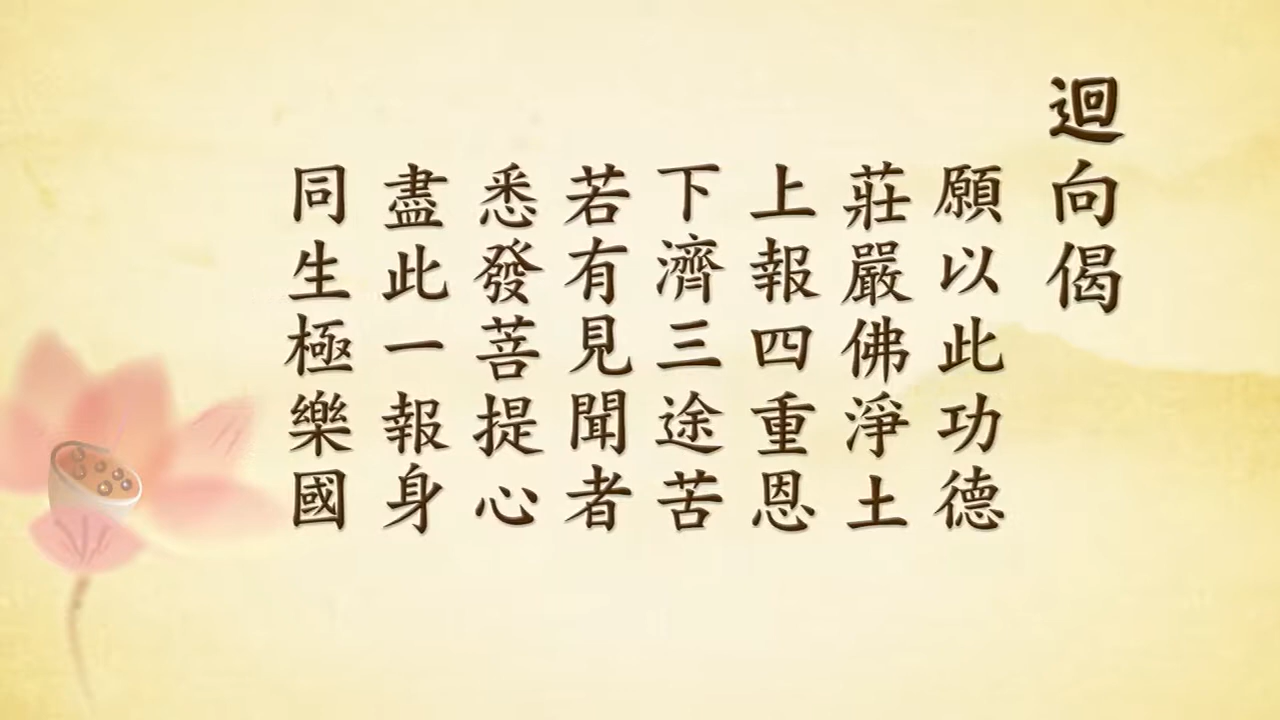 迴向偈
願以此功德
莊嚴佛淨土
上報四重恩
下濟三途苦
若有見聞者
悉發菩提心
盡此一報身
同生極樂國